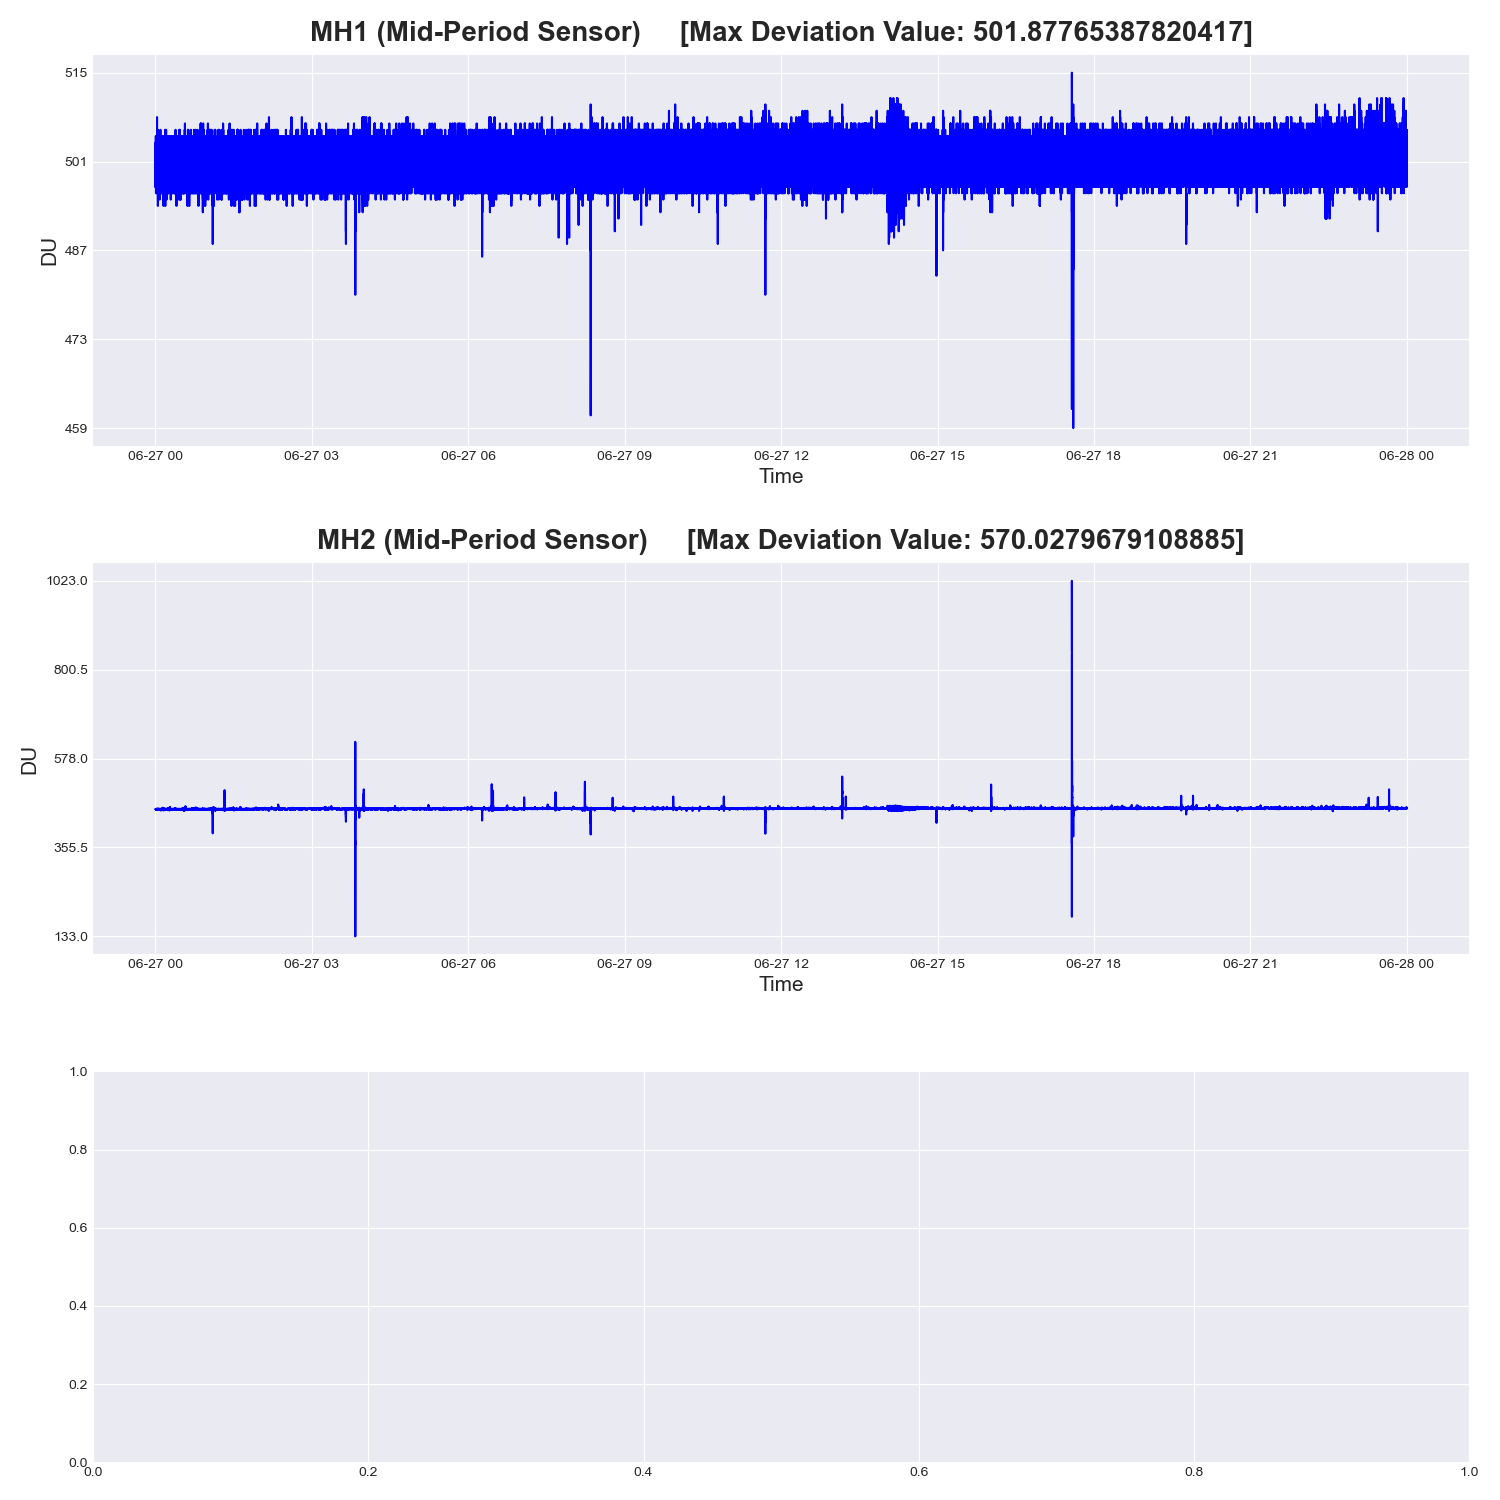 MH1 (Mid-Period Sensor) [Max Deviation Value: 501.87765387820417]
515
501
487
473
459
DU
06-27 00 06-27 03 06-27 06 06-27 09 06-27 12 06-27 15 06-27 18 06-27 21 06-28 00
Time
MH2 (Mid-Period Sensor) [Max Deviation Value: 570.0279679108885]
1023.0
800.5
578.0
355.5
133.0
DU
06-27 00 06-27 03 06-27 06 06-27 09 06-27 12 06-27 15 06-27 18 06-27 21 06-28 00
Time
1.0
0.8
0.6
0.4
0.2
0.0
0.0 0.2 0.4 0.6 0.8 1.0